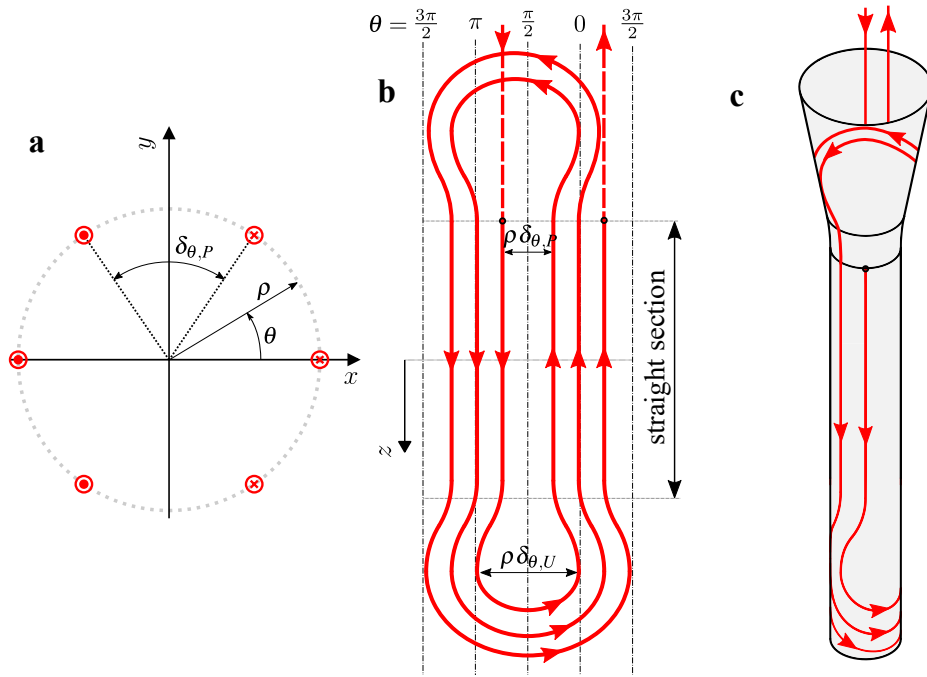 a
y
x
δθ,P
ρ
θ
b
θ = 3π/2
π
π/2
0
3π/2
ρ δθ,P
z
straight section
ρ δθ,U
c